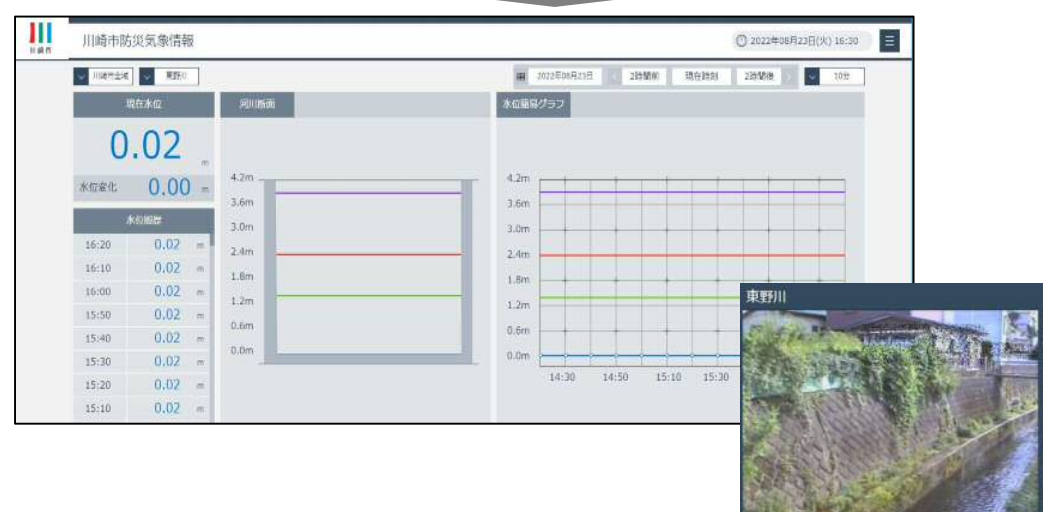 川崎市
川崎市防災気象情報
2022年08月23日(火) 16:30
川崎市全域
東野川
2022年08月23日
2時間前
現在時刻
2時間後
10分
現在水位
0.02 m
水位変化 0.00 m
水位履歴
16:20 0.02 m
16:10 0.02 m
16:00 0.02 m
15:50 0.02 m
15:40 0.02 m
15:30 0.02 m
15:20 0.02 m
15:10 0.02 m
河川断面
4.2m
3.6m
3.0m
2.4m
1.8m
1.2m
0.6m
0.0m
水位簡易グラフ
4.2m
3.6m
3.0m
2.4m
1.8m
1.2m
0.6m
0.0m
14:30 14:50 15:10 15:30
東野川